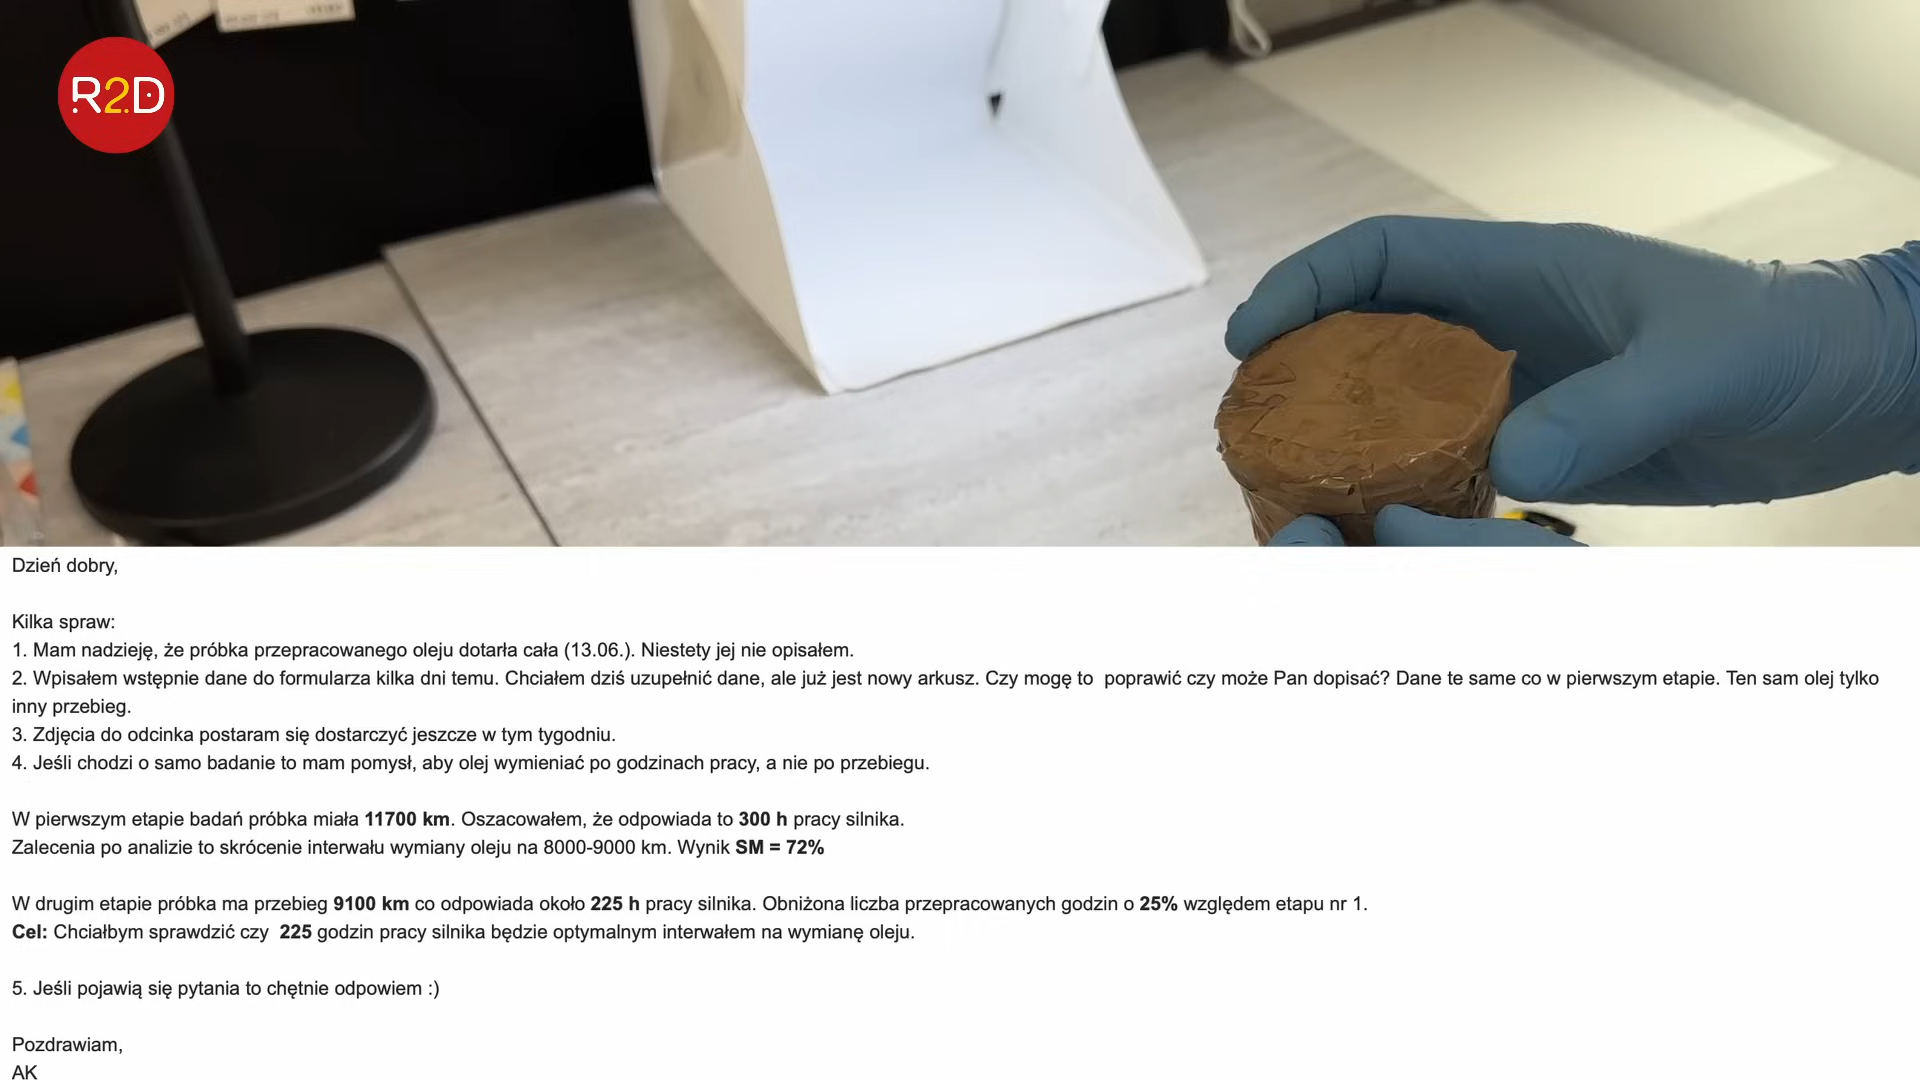 R2D
Dzień dobry,
Kilka spraw:
1. Mam nadzieję, że próbka przepracowanego oleju dotarła cała (13.06.). Niestety jej nie opisałem.
2. Wpisałem wstępnie dane do formularza kilka dni temu. Chciałem dziś uzupełnić dane, ale już jest nowy arkusz. Czy mogę to  poprawić czy może Pan dopisać? Dane te same co w pierwszym etapie. Ten sam olej tylko
inny przebieg.
3. Zdjęcia do odcinka postaram się dostarczyć jeszcze w tym tygodniu.
4. Jeśli chodzi o samo badanie to mam pomysł, aby olej wymieniać po godzinach pracy, a nie po przebiegu.
W pierwszym etapie badań próbka miała 11700 km. Oszacowałem, że odpowiada to 300 h pracy silnika.
Zalecenia po analizie to skrócenie interwału wymiany oleju na 8000-9000 km. Wynik SM = 72%
W drugim etapie próbka ma przebieg 9100 km co odpowiada około 225 h pracy silnika. Obniżona liczba przepracowanych godzin o 25% względem etapu nr 1.
Cel: Chciałbym sprawdzić czy  225 godzin pracy silnika będzie optymalnym interwałem na wymianę oleju.
5. Jeśli pojawią się pytania to chętnie odpowiem :)
Pozdrawiam,
AK